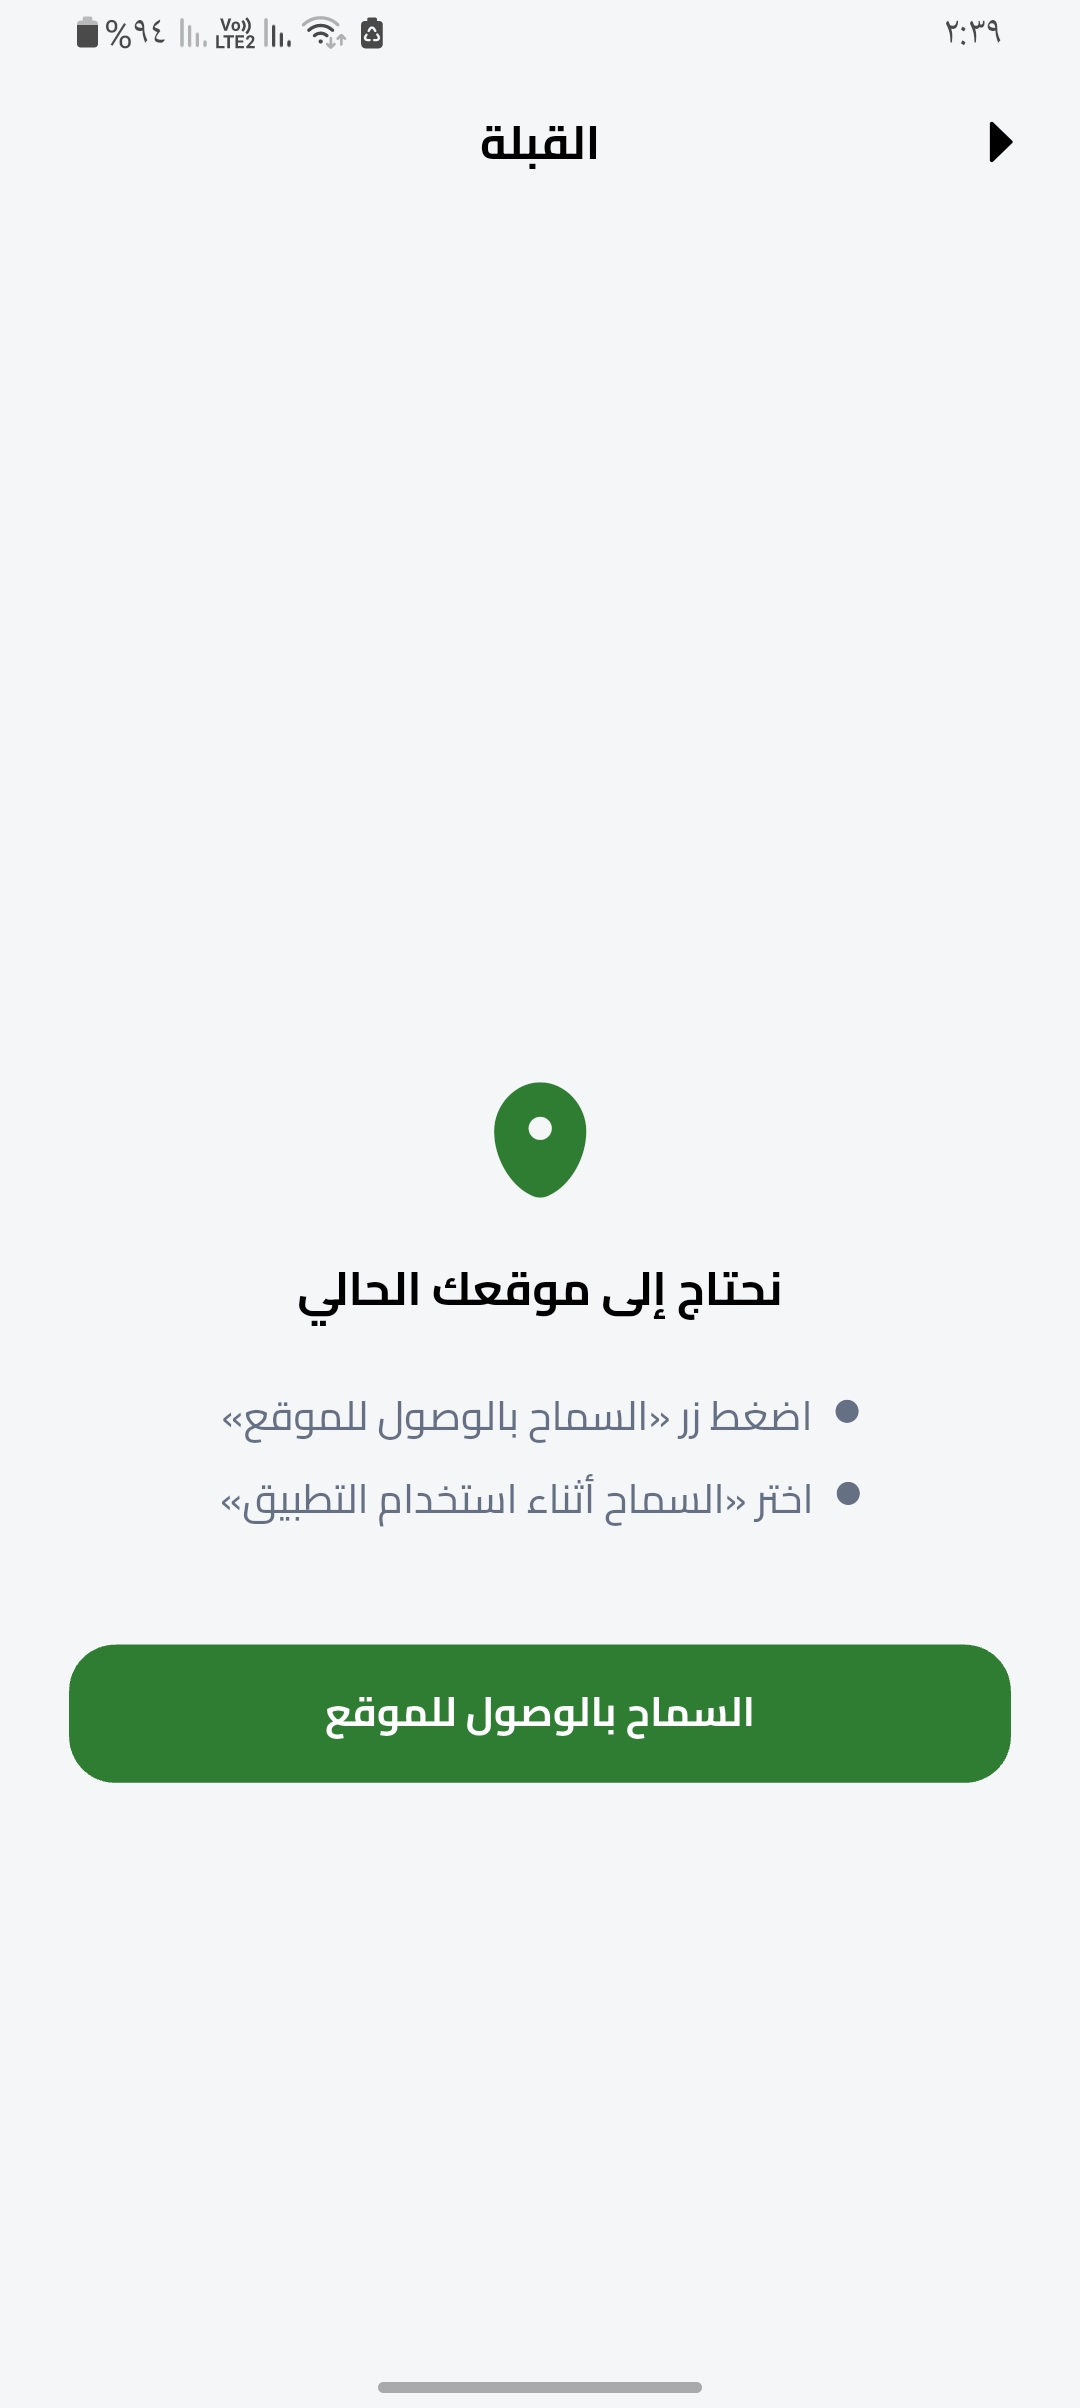 ٢:٣٩
Vo)) LTE2 ٩٤%
القبلة
نحتاج إلى موقعك الحالي
اضغط زر «السماح بالوصول للموقع»
اختر «السماح أثناء استخدام التطبيق»
السماح بالوصول للموقع